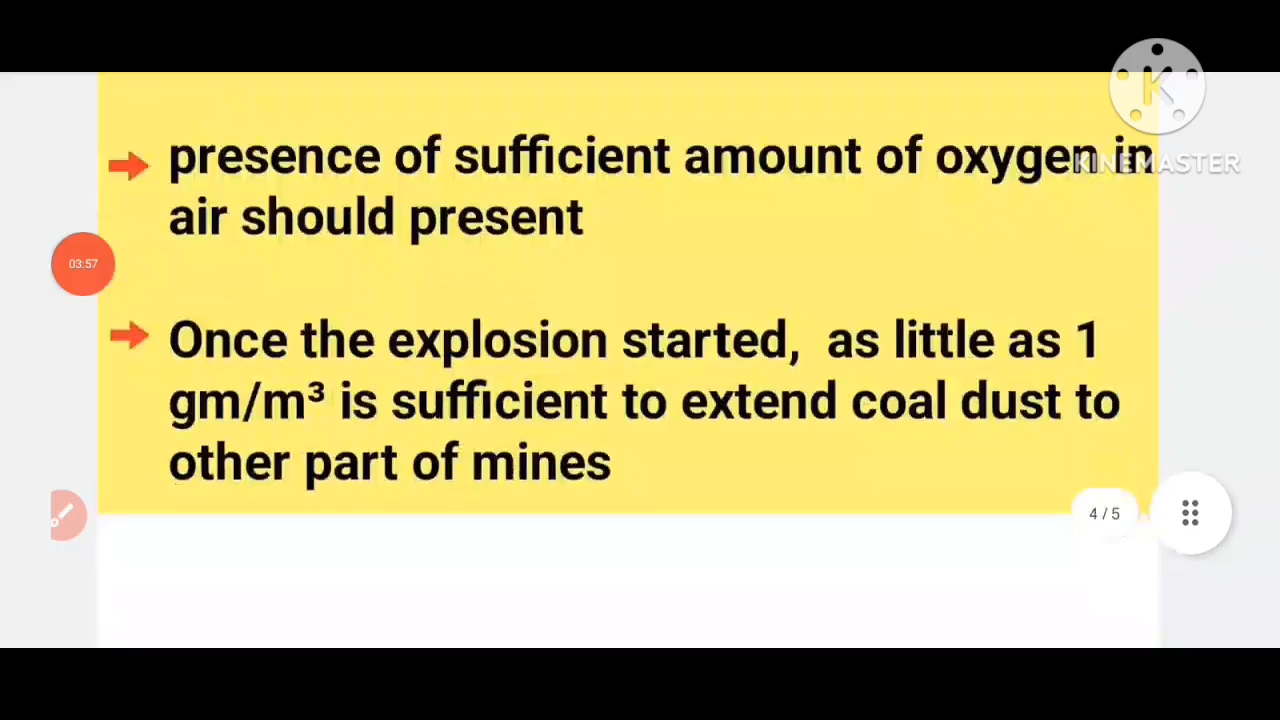 K
KINEMASTER
presence of sufficient amount of oxygen in
air should present
03:57
Once the explosion started, as little as 1
gm/m³ is sufficient to extend coal dust to
other part of mines
4 / 5